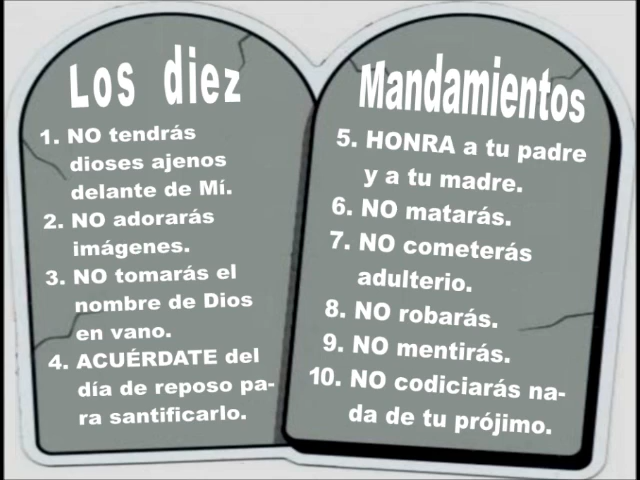 Los diez
1. NO tendrás
dioses ajenos
delante de Mí.
2. NO adorarás
imágenes.
3. NO tomarás el
nombre de Dios
en vano.
4. ACUÉRDATE del
día de reposo pa-
ra santificarlo.
Mandamientos
5. HONRA a tu padre
y a tu madre.
6. NO matarás.
7. NO cometerás
adulterio.
8. NO robarás.
9. NO mentirás.
10. NO codiciarás na-
da de tu prójimo.